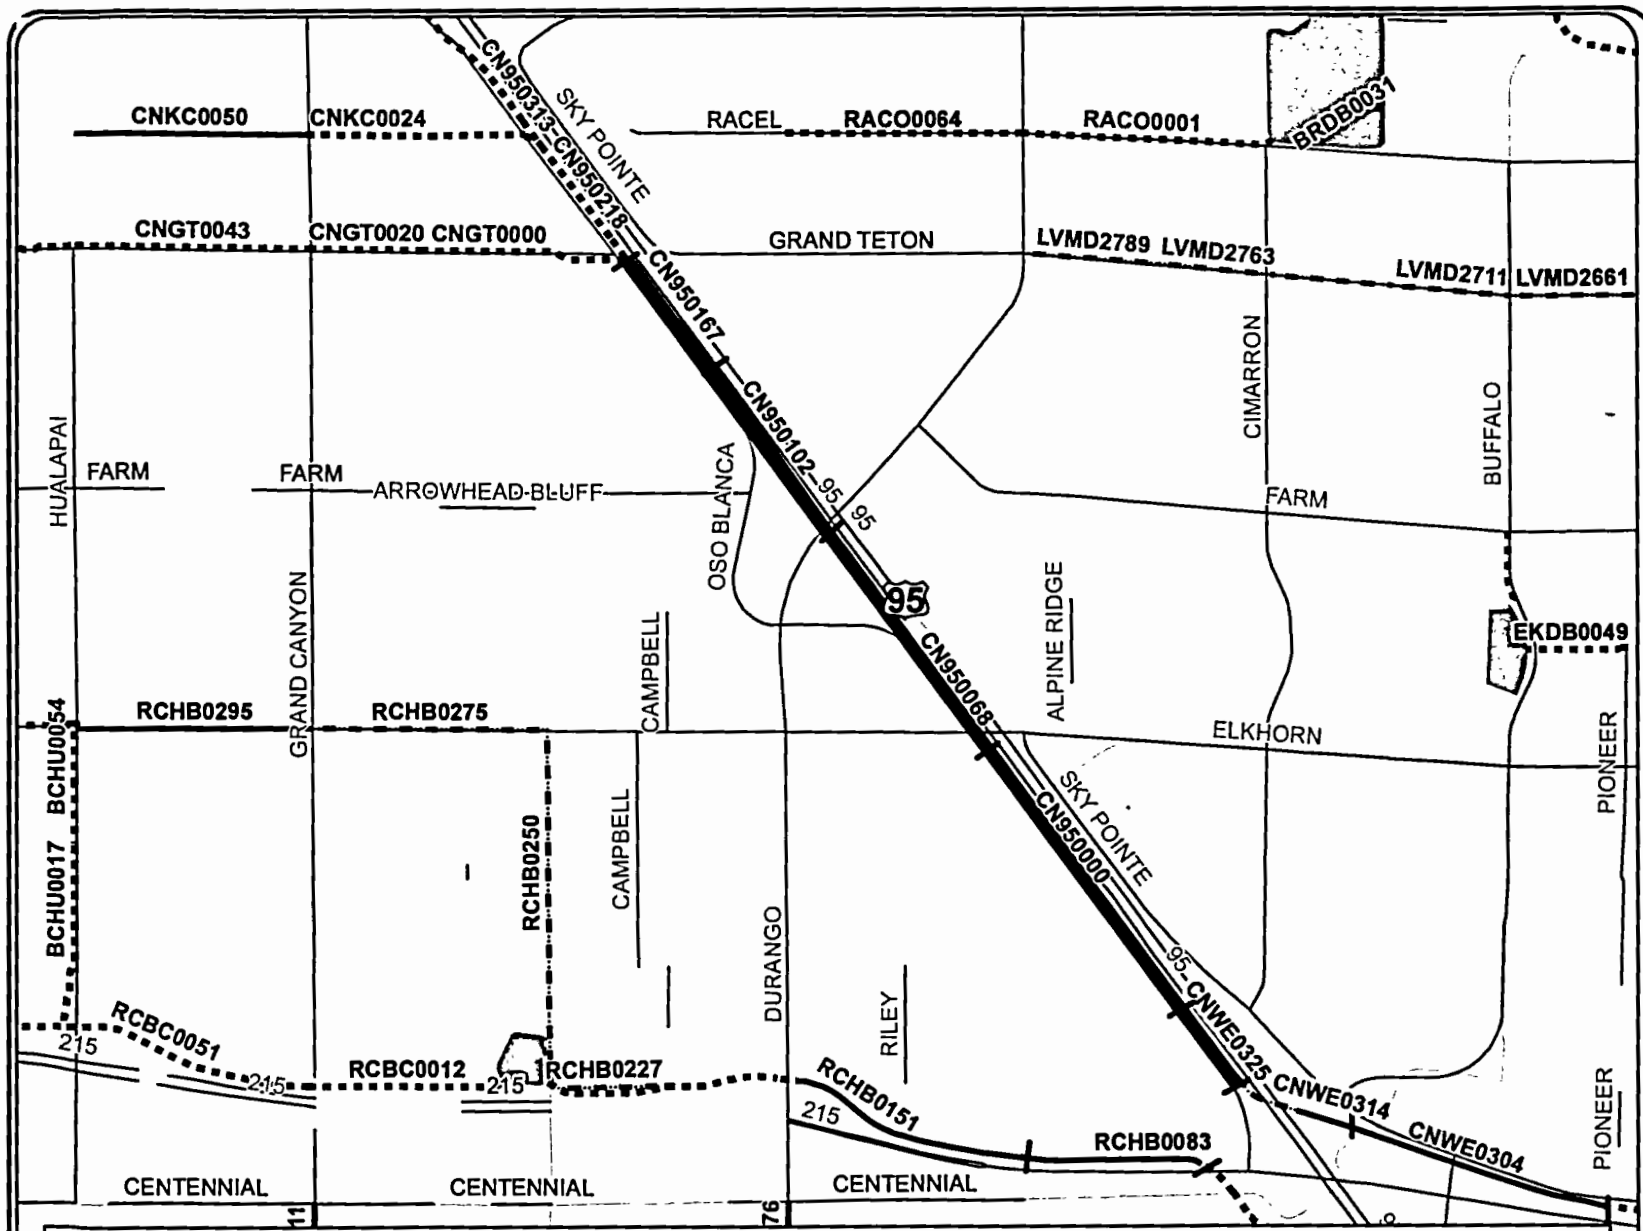 CN950313
CN950218
SKY POINTE
CNKC0050
CNKC0024
RACEL
RACO0064
RACO0001
BRDB0031
CNGT0043
CNGT0020 CNGT0000
CN950167
GRAND TETON
LVMD2789 LVMD2763
LVMD2711 LVMD2661
HUALAPAI
CN950102
95
95
CIMARRON
BUFFALO
FARM
FARM
ARROWHEAD BLUFF
OSO BLANCA
FARM
GRAND CANYON
CAMPBELL
95
CN950068
ALPINE RIDGE
EKDB0049
BCHU0054
RCHB0295
RCHB0275
ELKHORN
PIONEER
BCHU0017
RCHB0250
CAMPBELL
SKY POINTE
CN950000
DURANGO
RILEY
95
CNWE0325
RCBC0051
215
215
RCBC0012
215
RCHB0227
RCHB0151
215
RCHB0083
CNWE0314
CNWE0304
PIONEER
CENTENNIAL
CENTENNIAL
CENTENNIAL
11
76